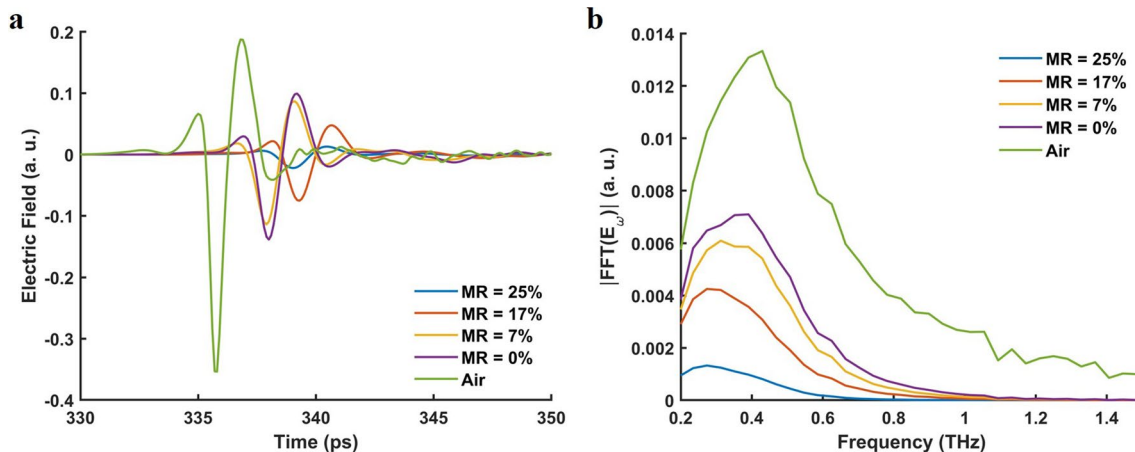 a
0.2
0.1
0
-0.1
-0.2
-0.3
-0.4
Electric Field (a. u.)
330
335
340
345
350
Time (ps)
MR = 25%
MR = 17%
MR = 7%
MR = 0%
Air
b
0.014
0.012
0.01
0.008
0.006
0.004
0.002
0
|FFT(E_ω)| (a. u.)
0.2
0.4
0.6
0.8
1
1.2
1.4
Frequency (THz)
MR = 25%
MR = 17%
MR = 7%
MR = 0%
Air